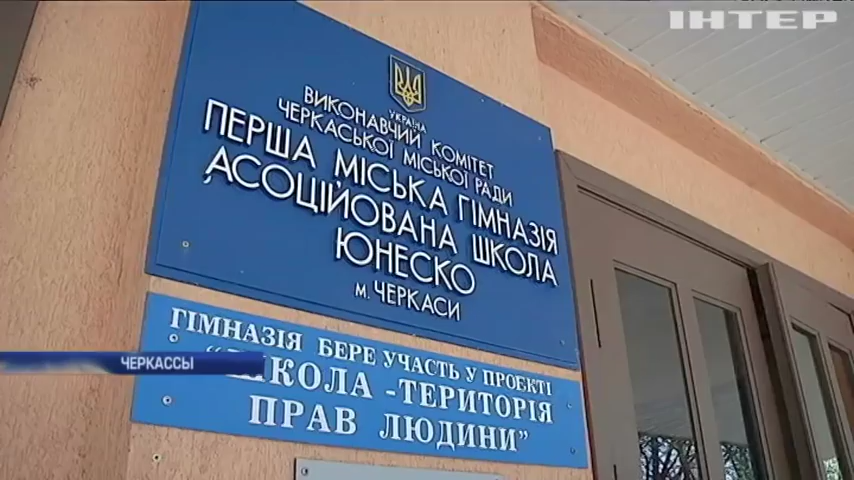 ІНТЕР
УКРАЇНА
ВИКОНАВЧИЙ КОМІТЕТ
ЧЕРКАСЬКОЇ МІСЬКОЇ РАДИ
ПЕРША МІСЬКА ГІМНАЗІЯ
АСОЦІЙОВАНА ШКОЛА
ЮНЕСКО
м. ЧЕРКАСИ
ГІМНАЗІЯ БЕРЕ УЧАСТЬ У ПРОЕКТІ
“ШКОЛА -ТЕРИТОРІЯ
ПРАВ ЛЮДИНИ”
ЧЕРКАССЫ